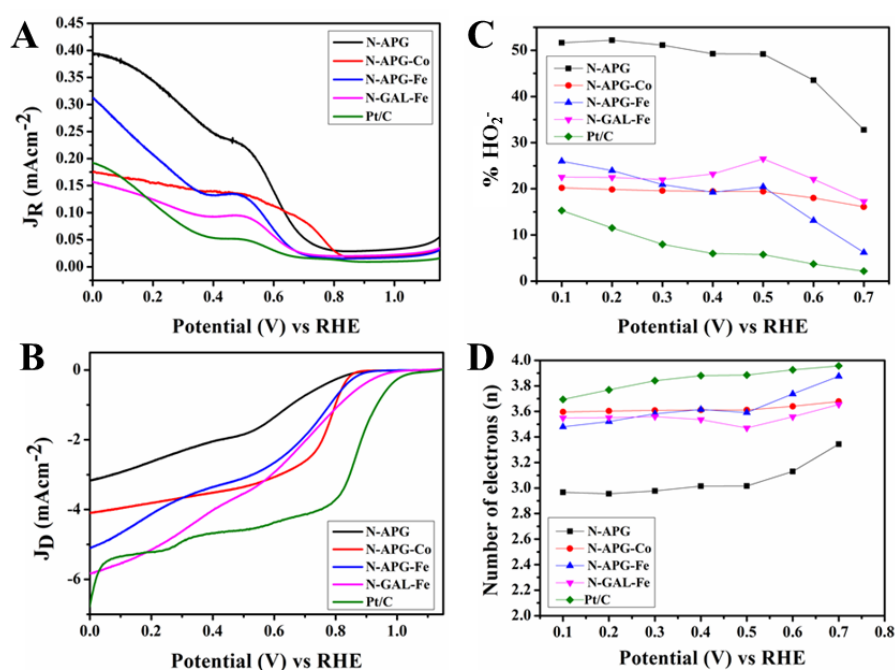 A
0.45
0.40
0.35
0.30
0.25
0.20
0.15
0.10
0.05
0.00
J_R (mAcm⁻²)
N-APG
N-APG-Co
N-APG-Fe
N-GAL-Fe
Pt/C
0.0 0.2 0.4 0.6 0.8 1.0
Potential (V) vs RHE
C
50
40
30
20
10
0
% HO₂-
N-APG
N-APG-Co
N-APG-Fe
N-GAL-Fe
Pt/C
0.1 0.2 0.3 0.4 0.5 0.6 0.7
Potential (V) vs RHE
B
0
-2
-4
-6
J_D (mAcm⁻²)
N-APG
N-APG-Co
N-APG-Fe
N-GAL-Fe
Pt/C
0.0 0.2 0.4 0.6 0.8 1.0
Potential (V) vs RHE
D
4.0
3.8
3.6
3.4
3.2
3.0
2.8
2.6
2.4
2.2
2.0
Number of electrons (n)
N-APG
N-APG-Co
N-APG-Fe
N-GAL-Fe
Pt/C
0.1 0.2 0.3 0.4 0.5 0.6 0.7 0.8
Potential (V) vs RHE